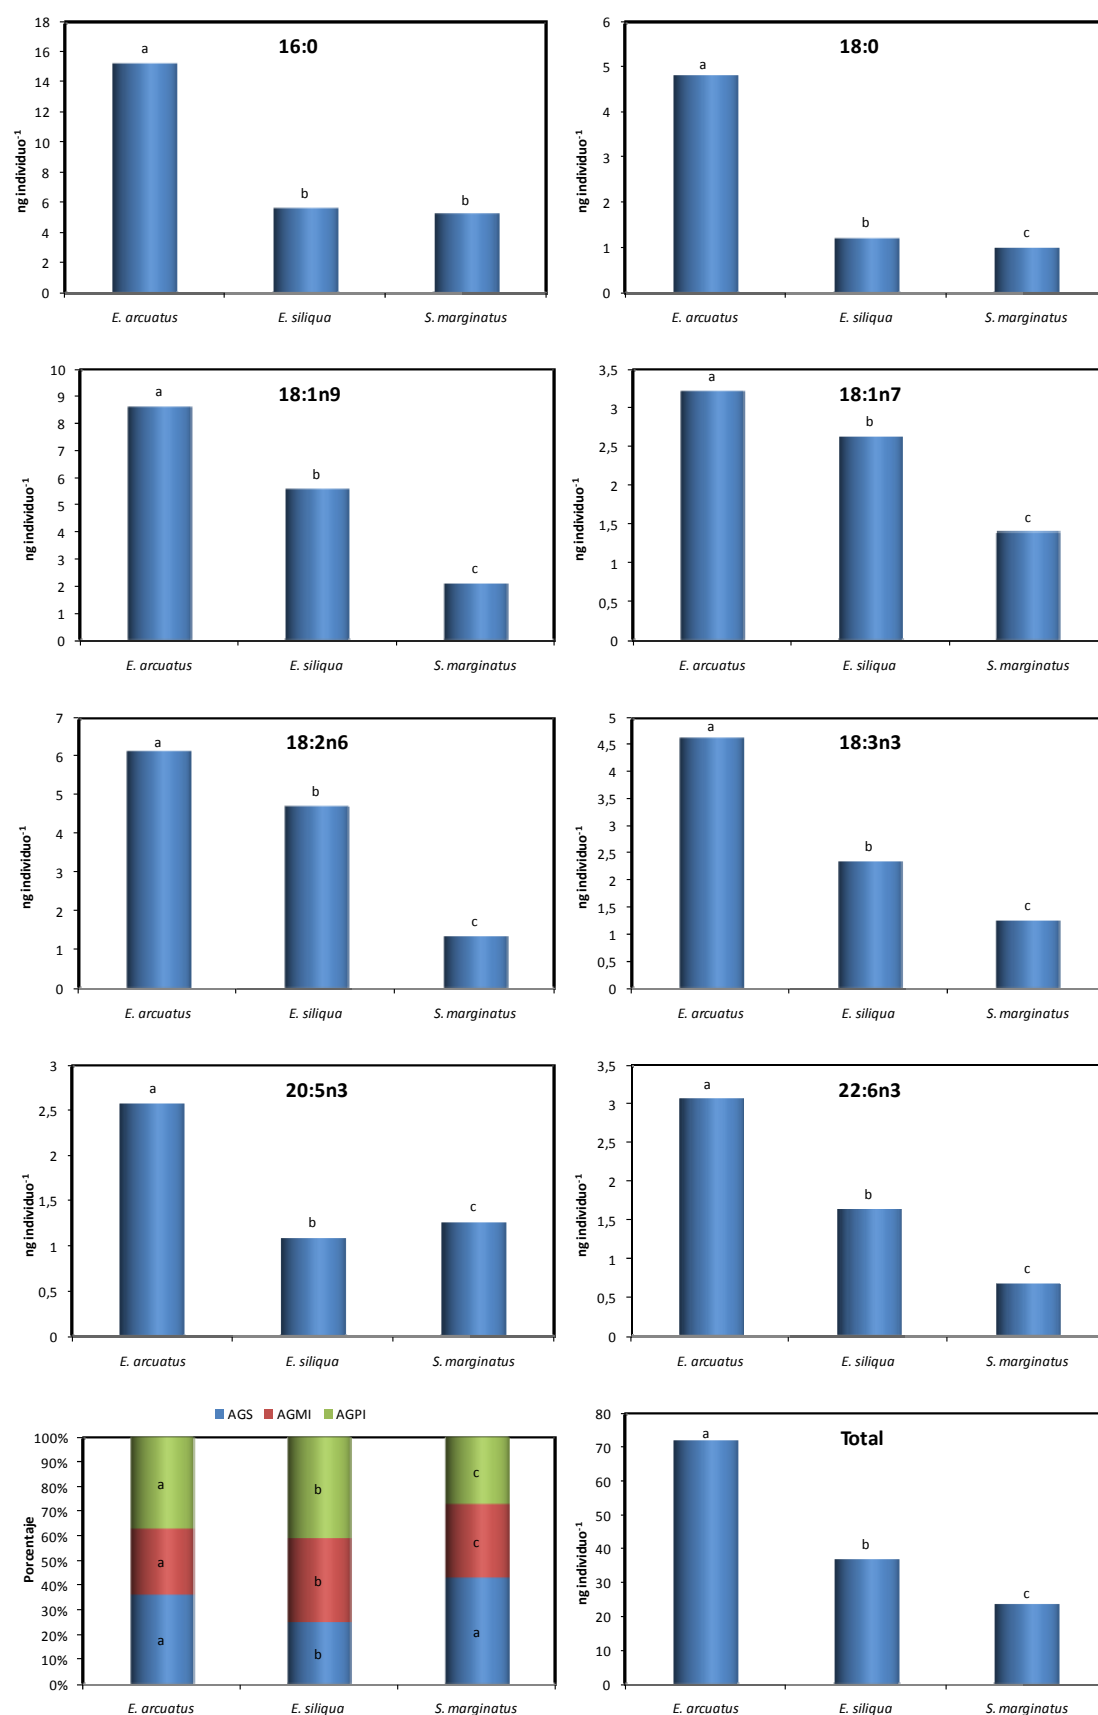 16:0
ng individuo-1
18
16
14
12
10
8
6
4
2
0
a
b
b
E. arcuatus
E. siliqua
S. marginatus
18:0
ng individuo-1
6
5
4
3
2
1
0
a
b
c
E. arcuatus
E. siliqua
S. marginatus
18:1n9
ng individuo-1
10
9
8
7
6
5
4
3
2
1
0
a
b
c
E. arcuatus
E. siliqua
S. marginatus
18:1n7
ng individuo-1
3,5
3
2,5
2
1,5
1
0,5
0
a
b
c
E. arcuatus
E. siliqua
S. marginatus
18:2n6
ng individuo-1
7
6
5
4
3
2
1
0
a
b
c
E. arcuatus
E. siliqua
S. marginatus
18:3n3
ng individuo-1
5
4,5
4
3,5
3
2,5
2
1,5
1
0,5
0
a
b
c
E. arcuatus
E. siliqua
S. marginatus
20:5n3
ng individuo-1
3
2,5
2
1,5
1
0,5
0
a
b
c
E. arcuatus
E. siliqua
S. marginatus
22:6n3
ng individuo-1
3,5
3
2,5
2
1,5
1
0,5
0
a
b
c
E. arcuatus
E. siliqua
S. marginatus
AGS AGMI AGPI
Porcentaje
100%
90%
80%
70%
60%
50%
40%
30%
20%
10%
0%
a
b
c
a
b
c
a
b
a
E. arcuatus
E. siliqua
S. marginatus
Total
ng individuo-1
80
70
60
50
40
30
20
10
0
a
b
c
E. arcuatus
E. siliqua
S. marginatus